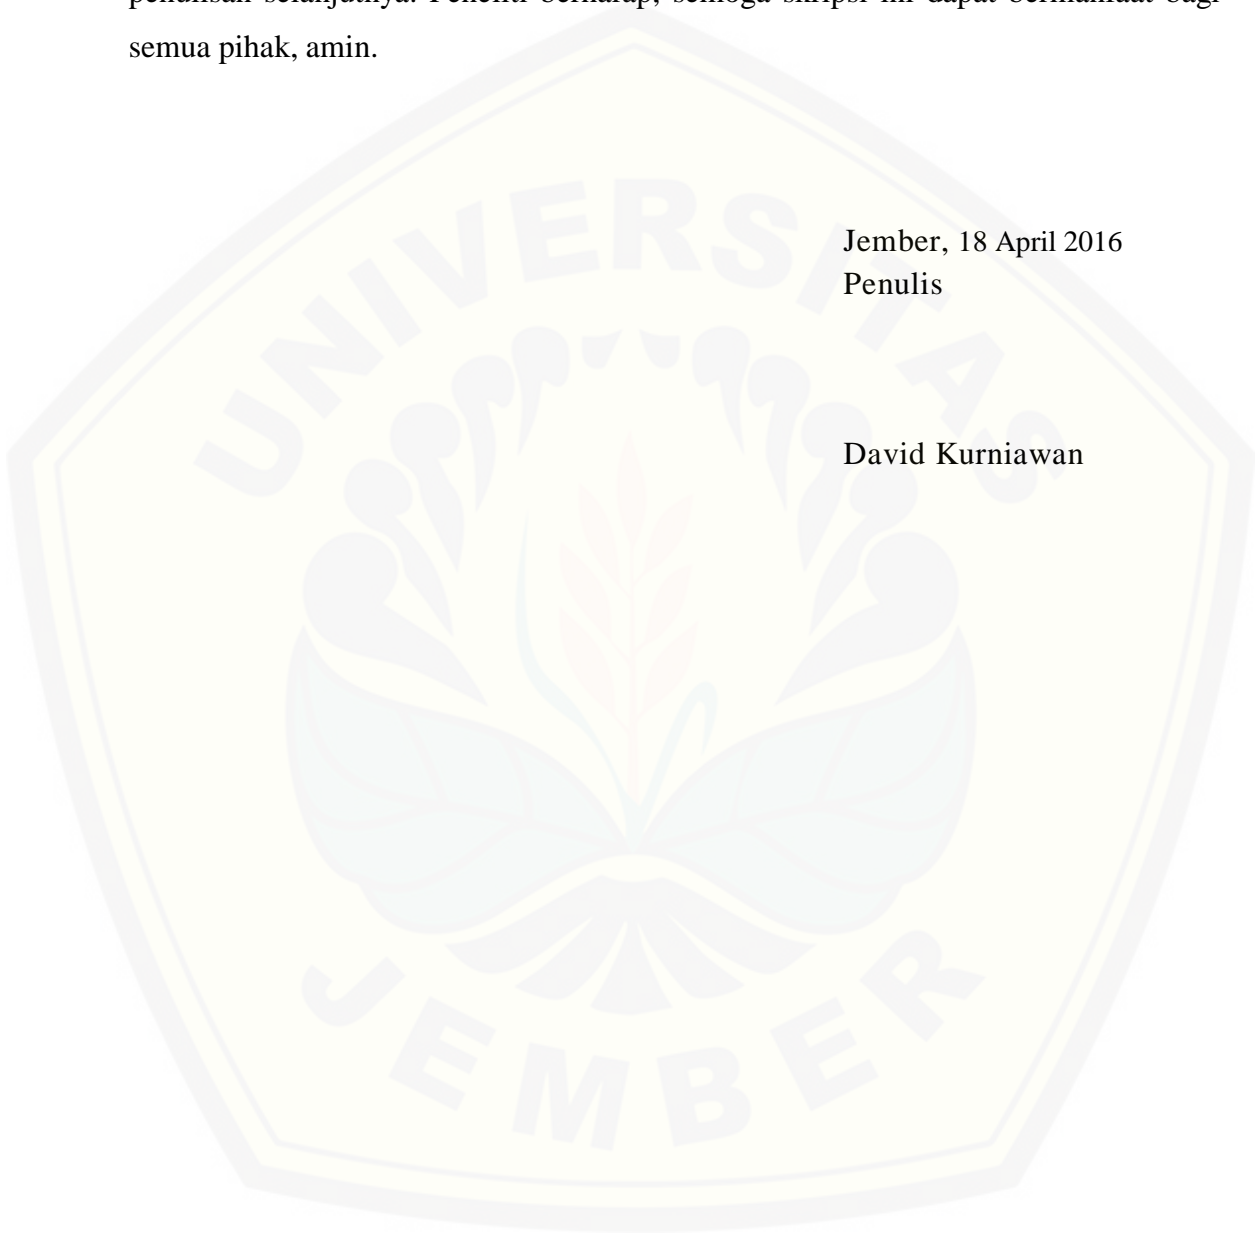 penulisan selanjutnya. Peneliti berharap, semoga skripsi ini dapat bermanfaat bagi
semua pihak, amin.
UNIVERSITAS
Jember, 18 April 2016
Penulis
David Kurniawan
JEMBER